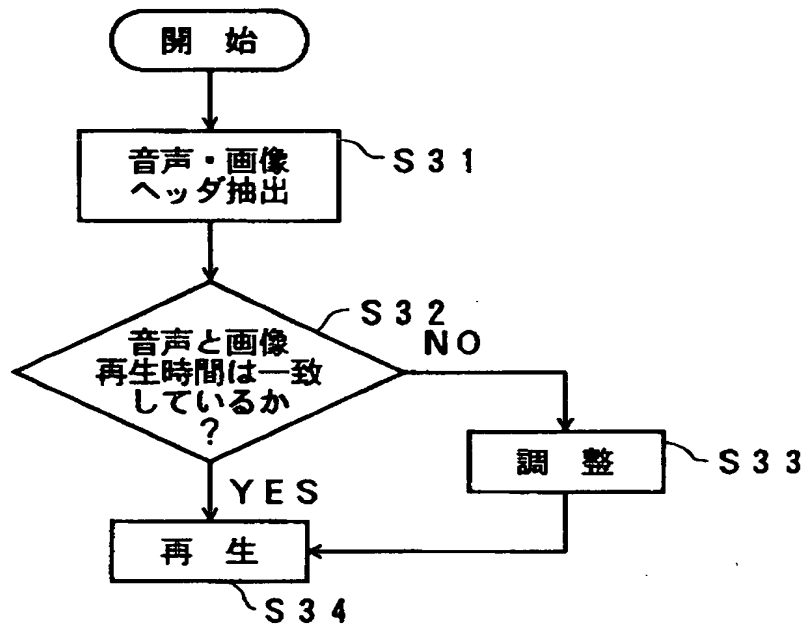 開 始
音声・画像
ヘッダ抽出
S31
S32
音声と画像
再生時間は一致
しているか
?
NO
調 整
S33
YES
再 生
S34